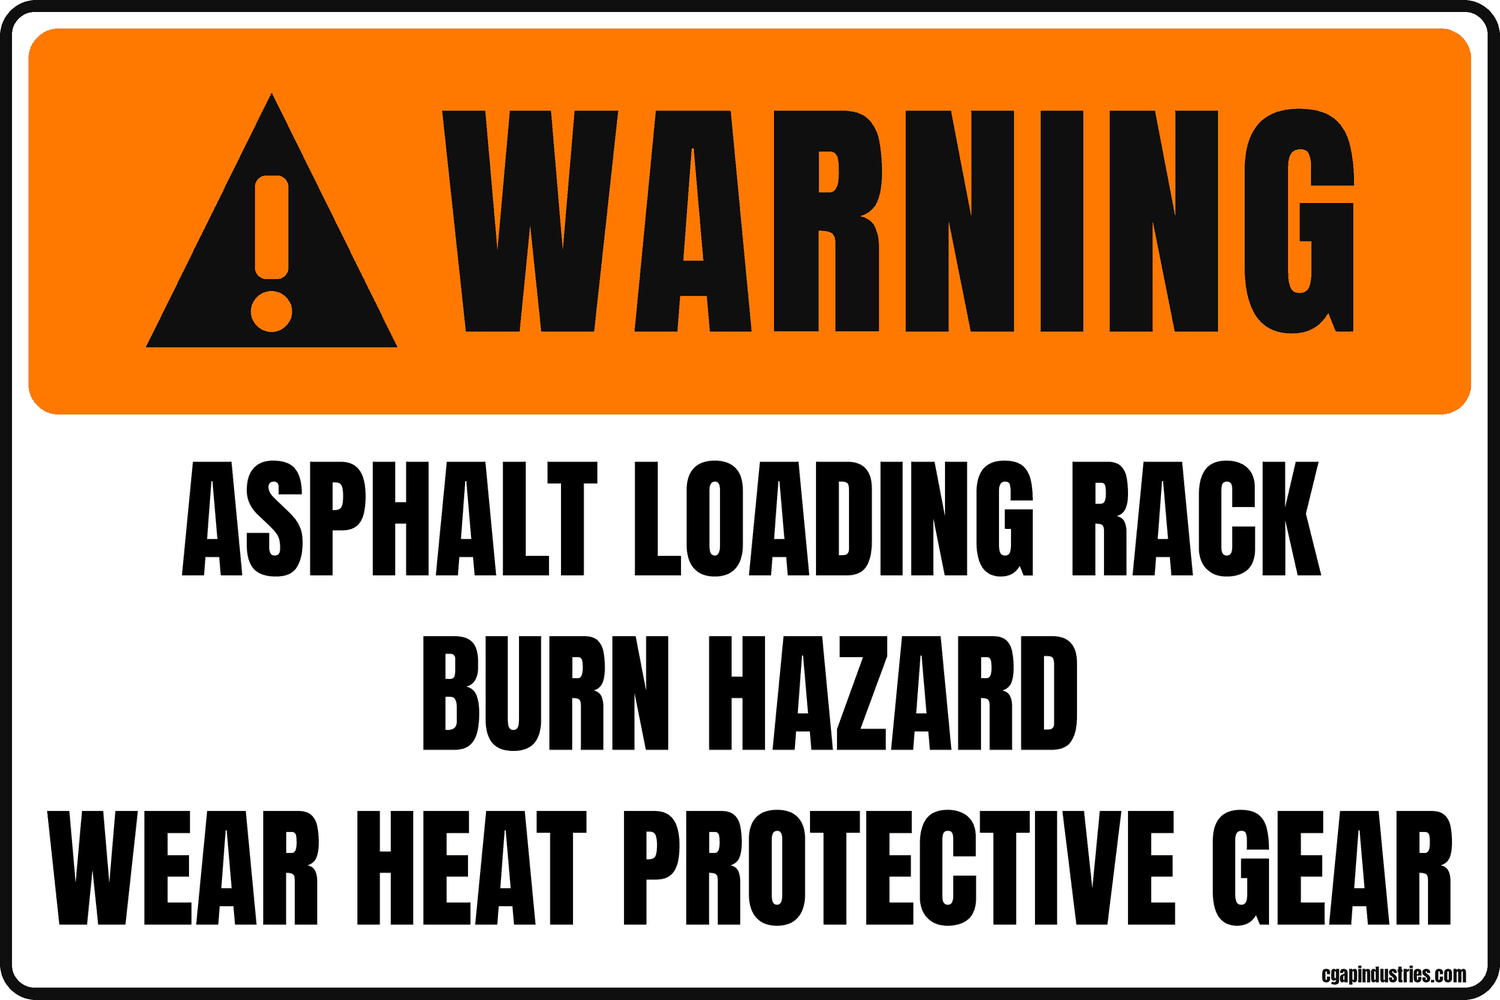 WARNING
ASPHALT LOADING RACK
BURN HAZARD
WEAR HEAT PROTECTIVE GEAR
cgapindustries.com